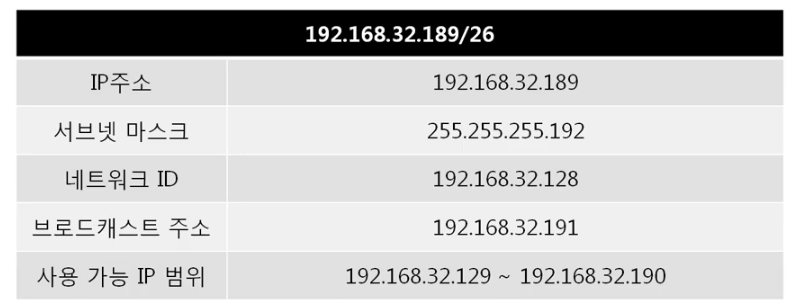 192.168.32.189/26
IP주소 192.168.32.189
서브넷 마스크 255.255.255.192
네트워크 ID 192.168.32.128
브로드캐스트 주소 192.168.32.191
사용 가능 IP 범위 192.168.32.129 ~ 192.168.32.190